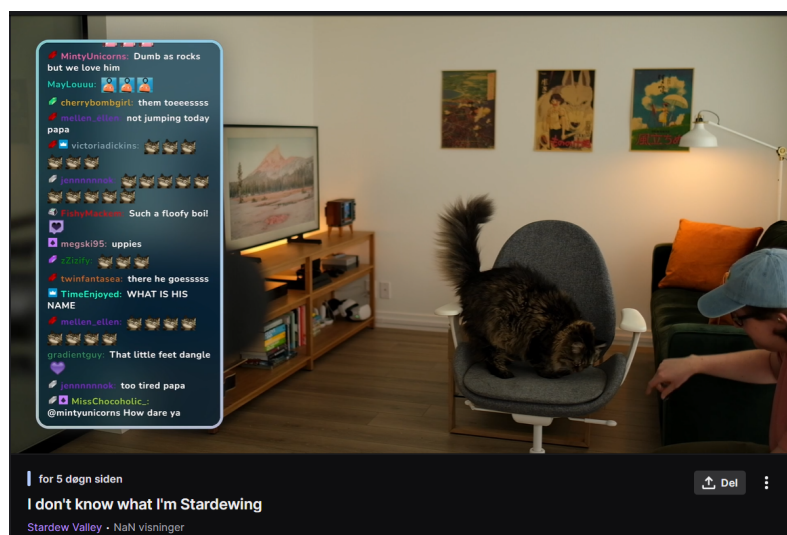 MintyUnicorns: Dumb as rocks
but we love him
MayLouuu:
cherrybombgirl: them toeeessss
mellen_ellen: not jumping today
papa
victoriadickins:
jennnnnnok:
FishyMackers: Such a floofy boi!
megski95: uppies
zZizify:
twinfantasea: there he goesssss
TimeEnjoyed: WHAT IS HIS
NAME
mellen_ellen:
gradientguy: That little feet dangle
jennnnnnok: too tired papa
MissChocoholic_:
@mintyunicorns How dare ya
for 5 døgn siden
Del
I don't know what I'm Stardewing
Stardew Valley • NaN visninger